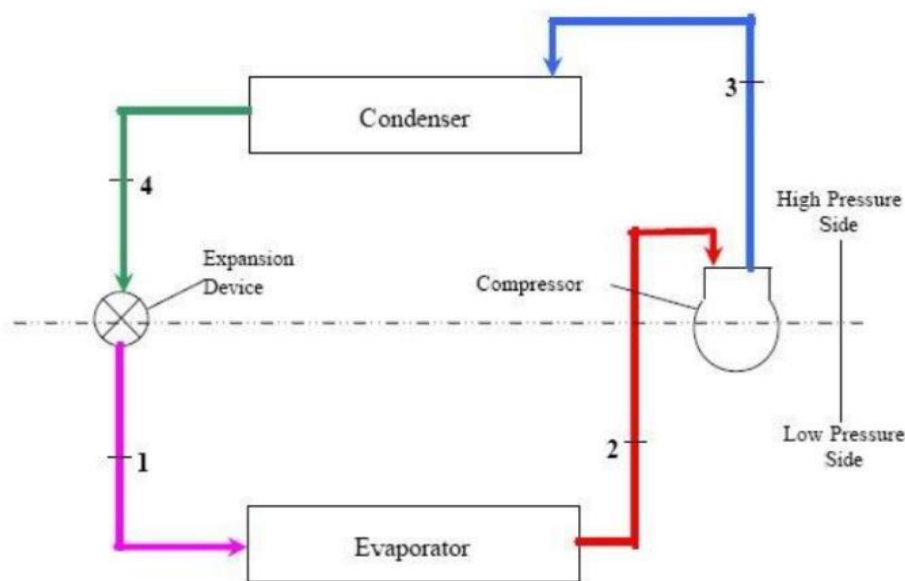 Condenser
3
4
High Pressure
Side
Expansion
Device
Compressor
Low Pressure
Side
1
2
Evaporator